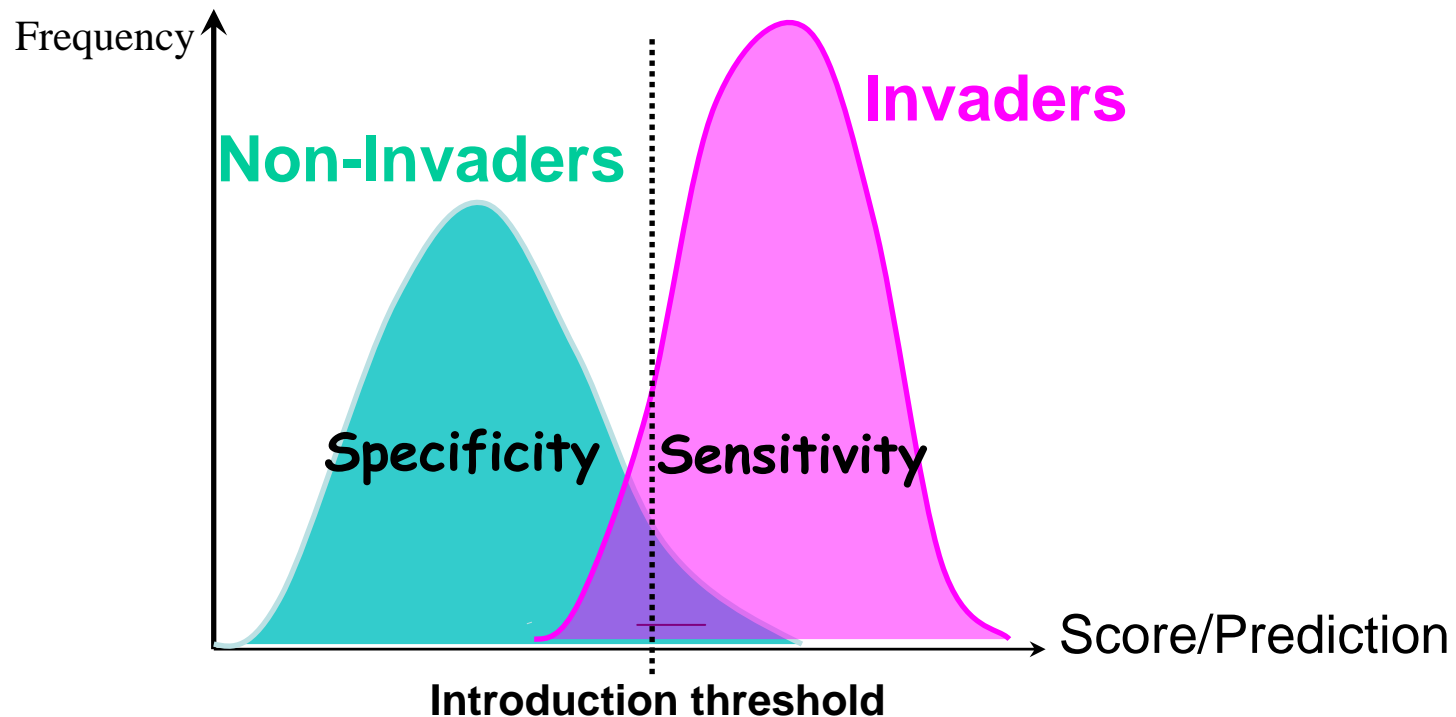 Frequency
Invaders
Non-Invaders
Specificity
Sensitivity
Score/Prediction
Introduction threshold